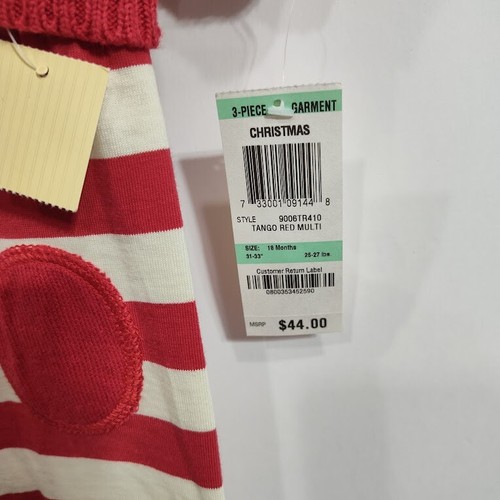 3-PIECE GARMENT
CHRISTMAS
7 33001 09144 8
STYLE 9006TR410
TANGO RED MULTI
SIZE: 18 Months
31-33" 25-27 lbs.
Customer Return Label
0800353452590
MSRP $44.00